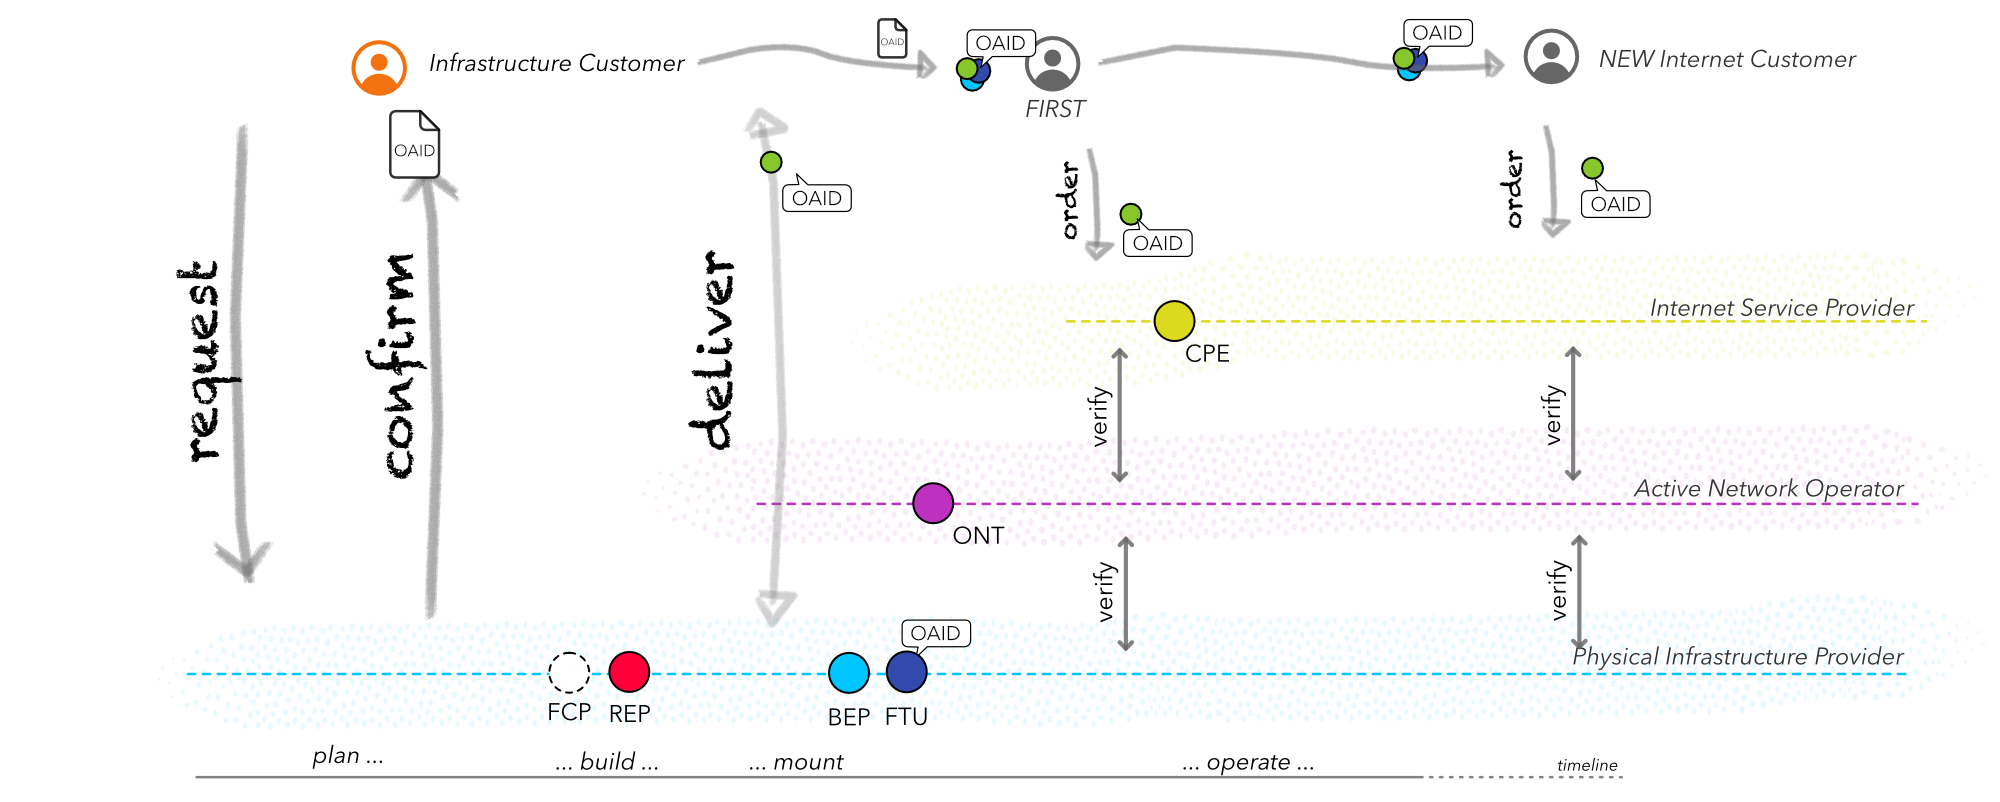 Infrastructure Customer
OAID
OAID
FIRST
OAID
NEW Internet Customer
OAID
request
confirm
deliver
OAID
order
OAID
order
OAID
Internet Service Provider
CPE
verify
verify
Active Network Operator
ONT
verify
verify
Physical Infrastructure Provider
OAID
FCP
REP
BEP
FTU
plan ...
... build ...
... mount
... operate ...
timeline